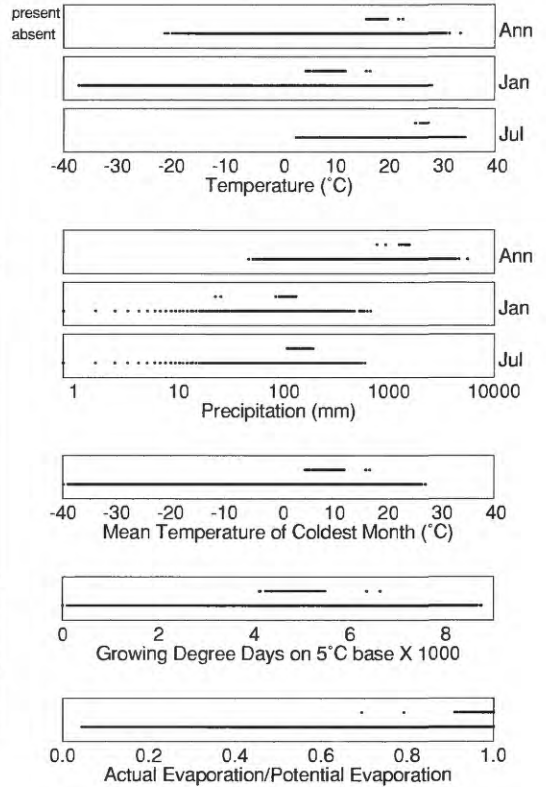 present
absent
Ann
Jan
Jul
-40 -30 -20 -10 0 10 20 30 40
Temperature (˚C)
Ann
Jan
Jul
1 10 100 1000 10000
Precipitation (mm)
-40 -30 -20 -10 0 10 20 30 40
Mean Temperature of Coldest Month (˚C)
0 2 4 6 8
Growing Degree Days on 5˚C base X 1000
0.0 0.2 0.4 0.6 0.8 1.0
Actual Evaporation/Potential Evaporation